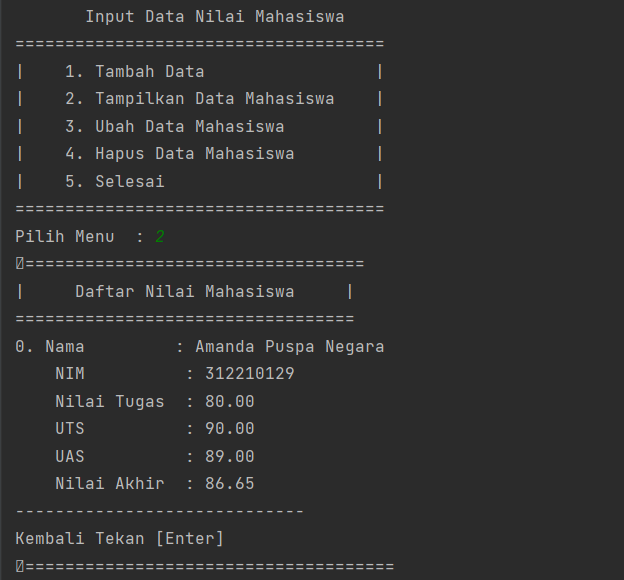 Input Data Nilai Mahasiswa
=====================================
|    1. Tambah Data                 |
|    2. Tampilkan Data Mahasiswa    |
|    3. Ubah Data Mahasiswa         |
|    4. Hapus Data Mahasiswa        |
|    5. Selesai                     |
=====================================
Pilih Menu  : 2
==================================
|     Daftar Nilai Mahasiswa     |
==================================
0. Nama         : Amanda Puspa Negara
NIM          : 312210129
Nilai Tugas  : 80.00
UTS          : 90.00
UAS          : 89.00
Nilai Akhir  : 86.65
-----------------------------
Kembali Tekan [Enter]
=====================================